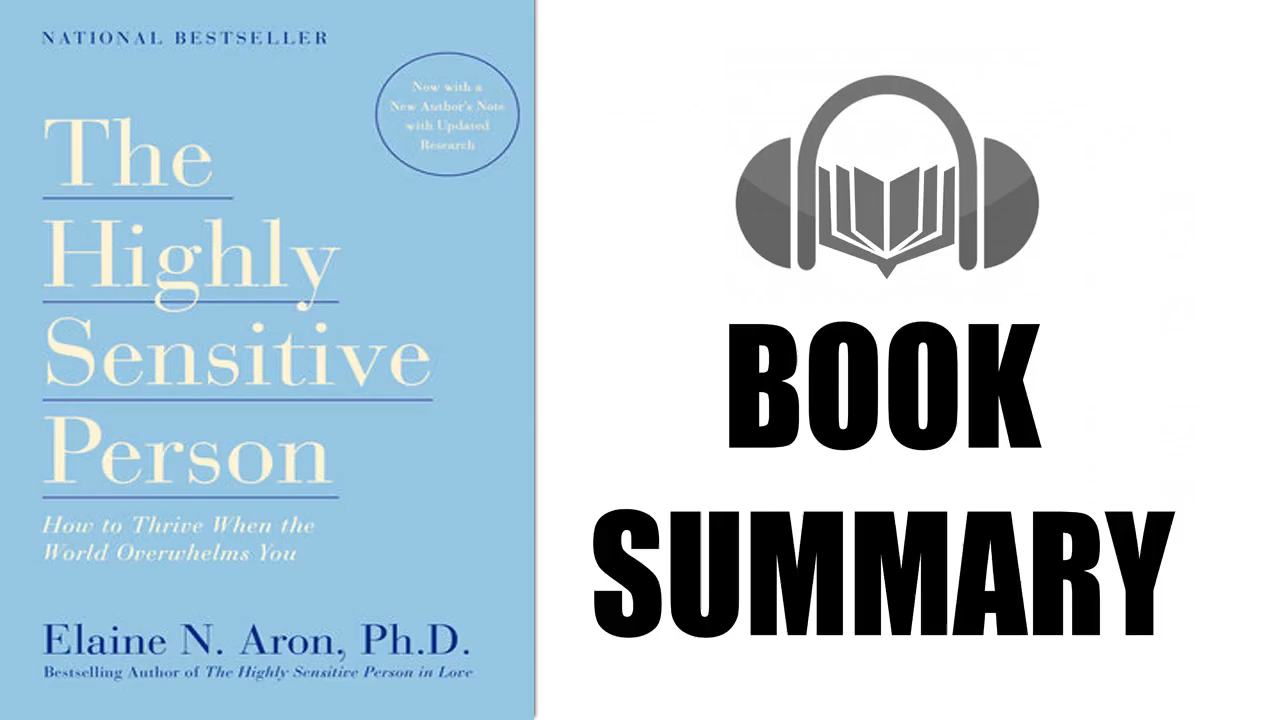 NATIONAL BESTSELLER
Now with a
New Author's Note
with Updated
Research
The
Highly
Sensitive
Person
How to Thrive When the
World Overwhelms You
Elaine N. Aron, Ph.D.
Bestselling Author of The Highly Sensitive Person in Love
BOOK
SUMMARY